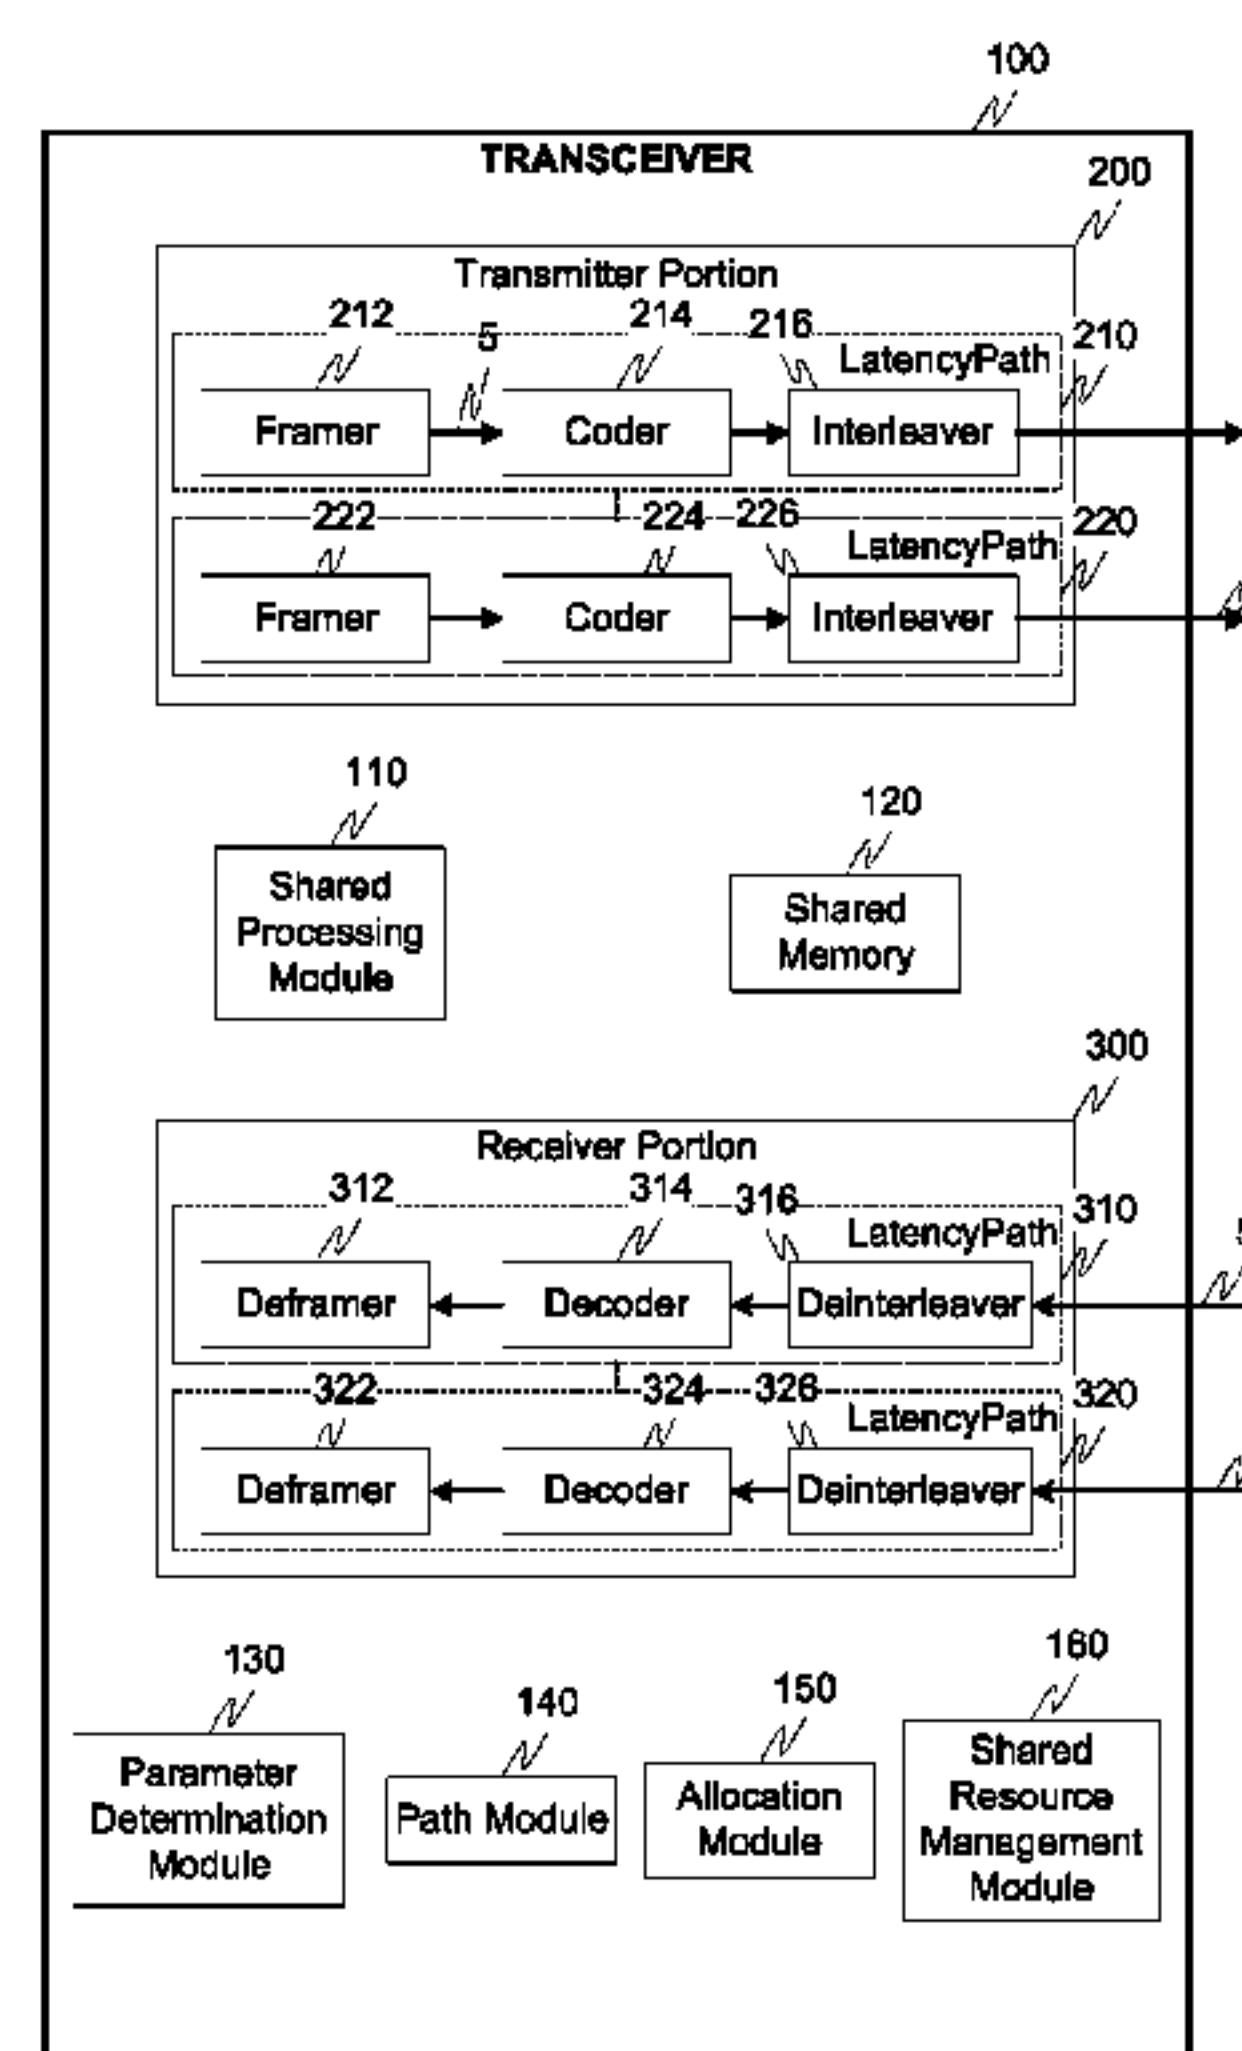 100
TRANSCEIVER
200
Transmitter Portion
212
5
214
216
LatencyPath
210
Framer
Coder
Interleaver
222
224
226
LatencyPath
220
Framer
Coder
Interleaver
110
Shared
Processing
Module
120
Shared
Memory
300
Receiver Portion
312
314
316
LatencyPath
310
Deframer
Decoder
Deinterleaver
322
324
326
LatencyPath
320
Deframer
Decoder
Deinterleaver
130
Parameter
Determination
Module
140
Path Module
150
Allocation
Module
160
Shared
Resource
Management
Module